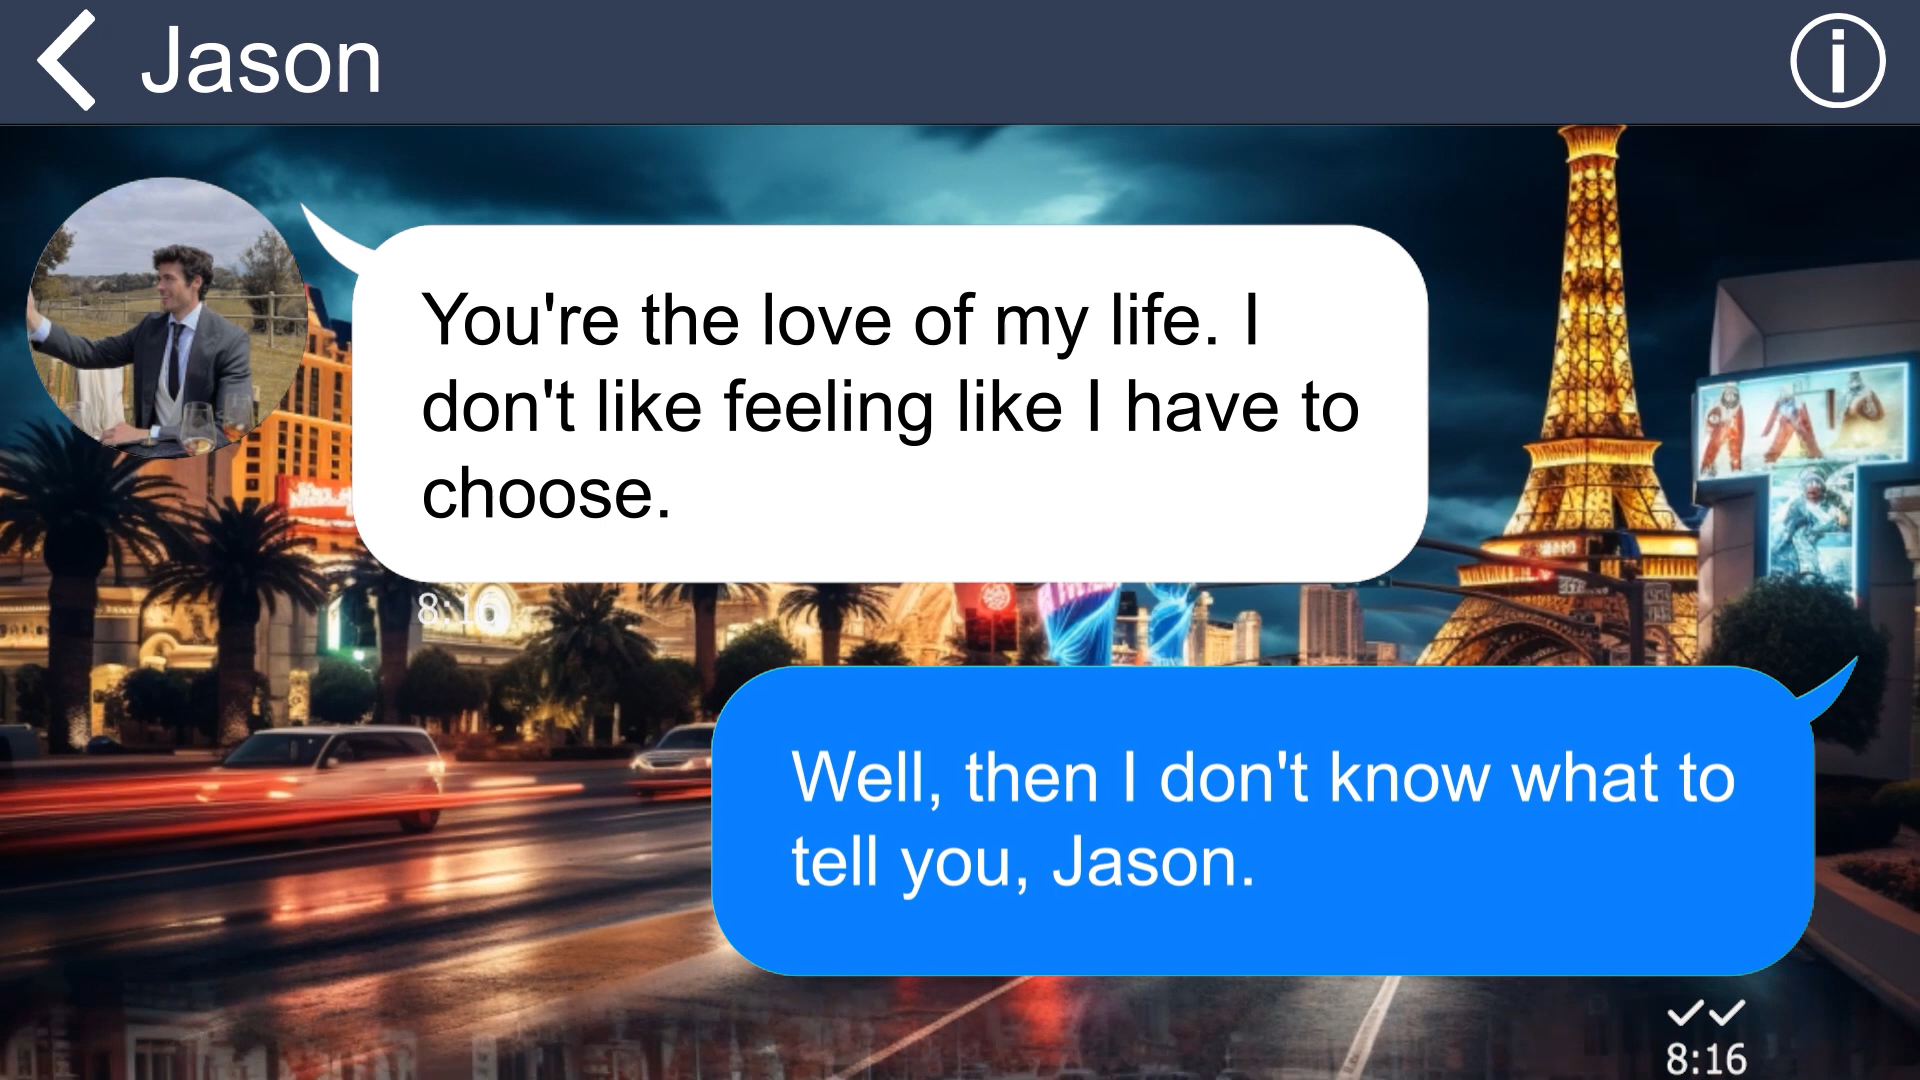 Jason
You're the love of my life. I
don't like feeling like I have to
choose.
8:16
Well, then I don't know what to
tell you, Jason.
8:16